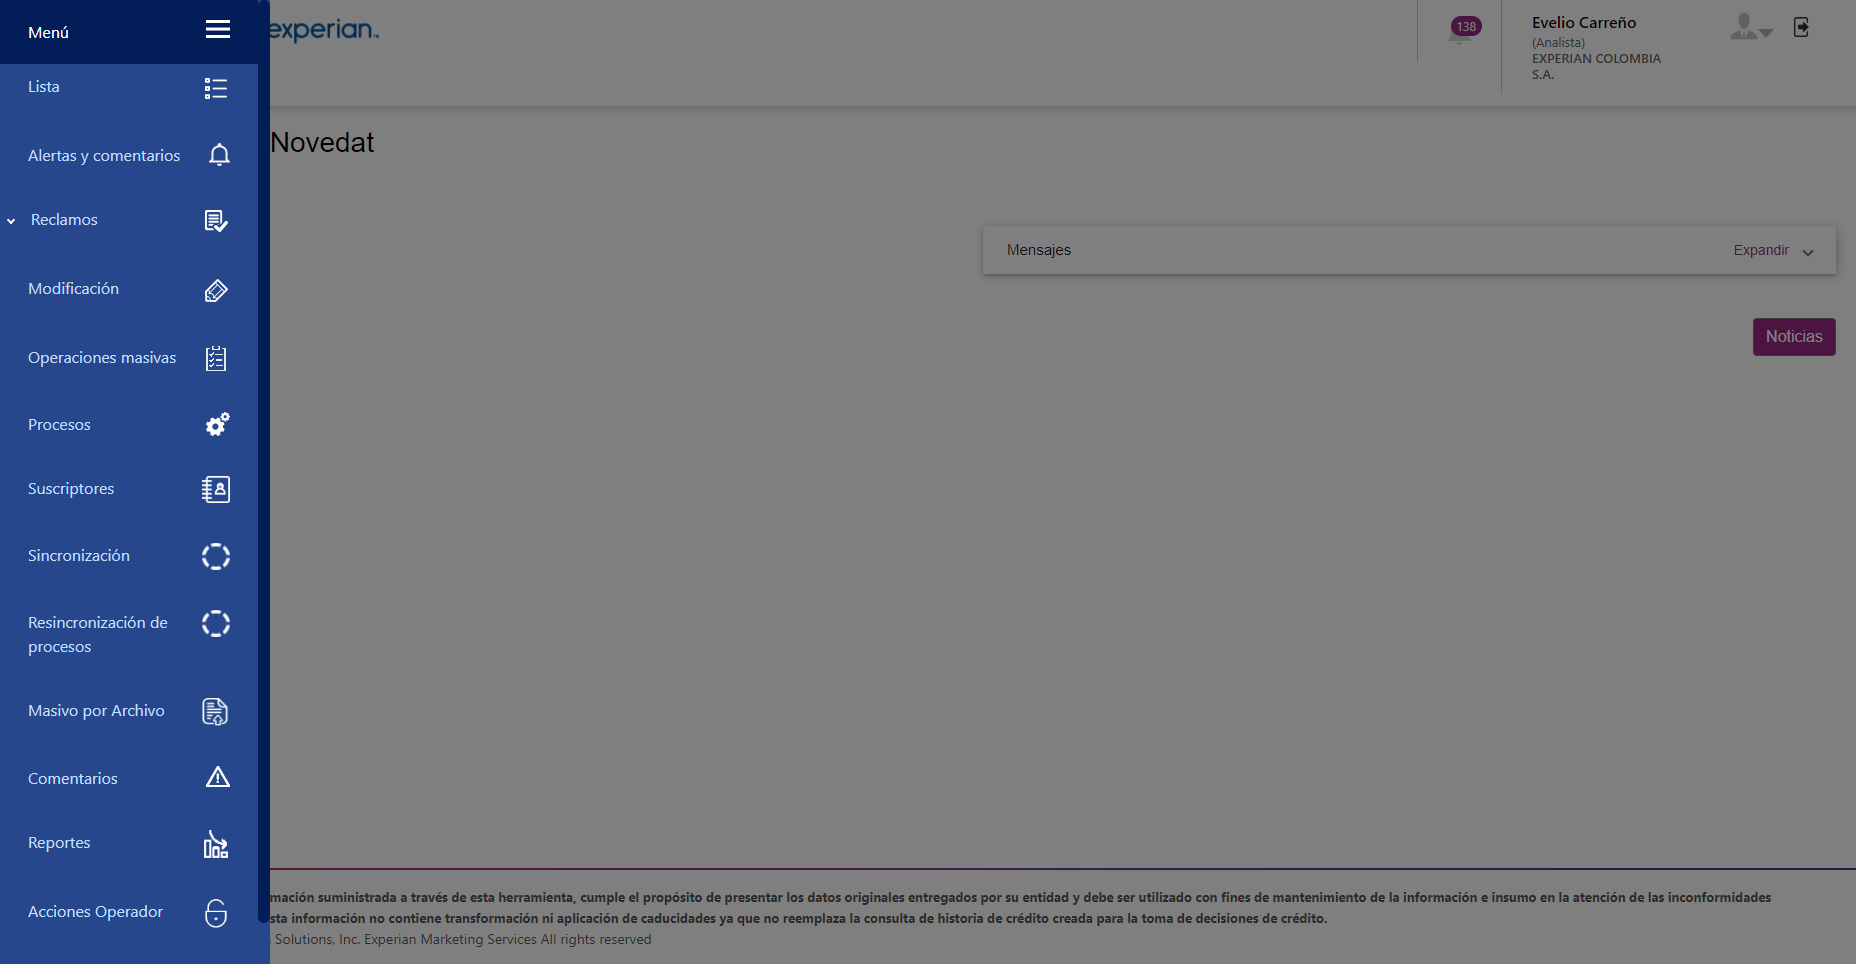 Menú
Lista
Alertas y comentarios
Reclamos
Modificación
Operaciones masivas
Procesos
Suscriptores
Sincronización
Resincronización de
procesos
Masivo por Archivo
Comentarios
Reportes
Acciones Operador
experian™
138
Evelio Carreño
(Analista)
EXPERIAN COLOMBIA
S.A.
Novedat
Mensajes
Expandir
Noticias
mación suministrada a través de esta herramienta, cumple el propósito de presentar los datos originales entregados por su entidad y debe ser utilizado con fines de mantenimiento de la información e insumo en la atención de las inconformidades
sta información no contiene transformación ni aplicación de caducidades ya que no reemplaza la consulta de historia de crédito creada para la toma de decisiones de crédito.
Solutions, Inc. Experian Marketing Services All rights reserved